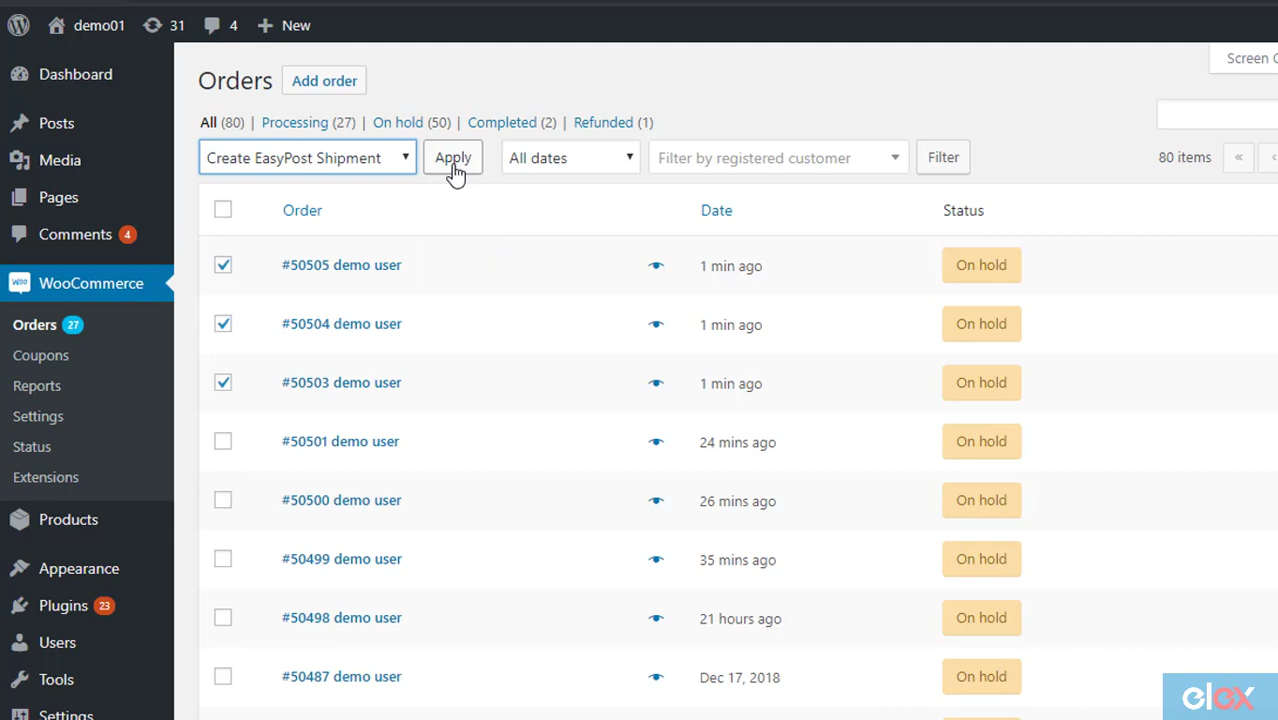 demo01 31 4 New
Dashboard
Posts
Media
Pages
Comments 4
WooCommerce
Orders 27
Coupons
Reports
Settings
Status
Extensions
Products
Appearance
Plugins 23
Users
Tools
Settings
Screen
Orders Add order
All (80) | Processing (27) | On hold (50) | Completed (2) | Refunded (1)
Create EasyPost Shipment Apply All dates Filter by registered customer Filter 80 items «
Order Date Status
#50505 demo user 1 min ago On hold
#50504 demo user 1 min ago On hold
#50503 demo user 1 min ago On hold
#50501 demo user 24 mins ago On hold
#50500 demo user 26 mins ago On hold
#50499 demo user 35 mins ago On hold
#50498 demo user 21 hours ago On hold
#50487 demo user Dec 17, 2018 On hold
elex